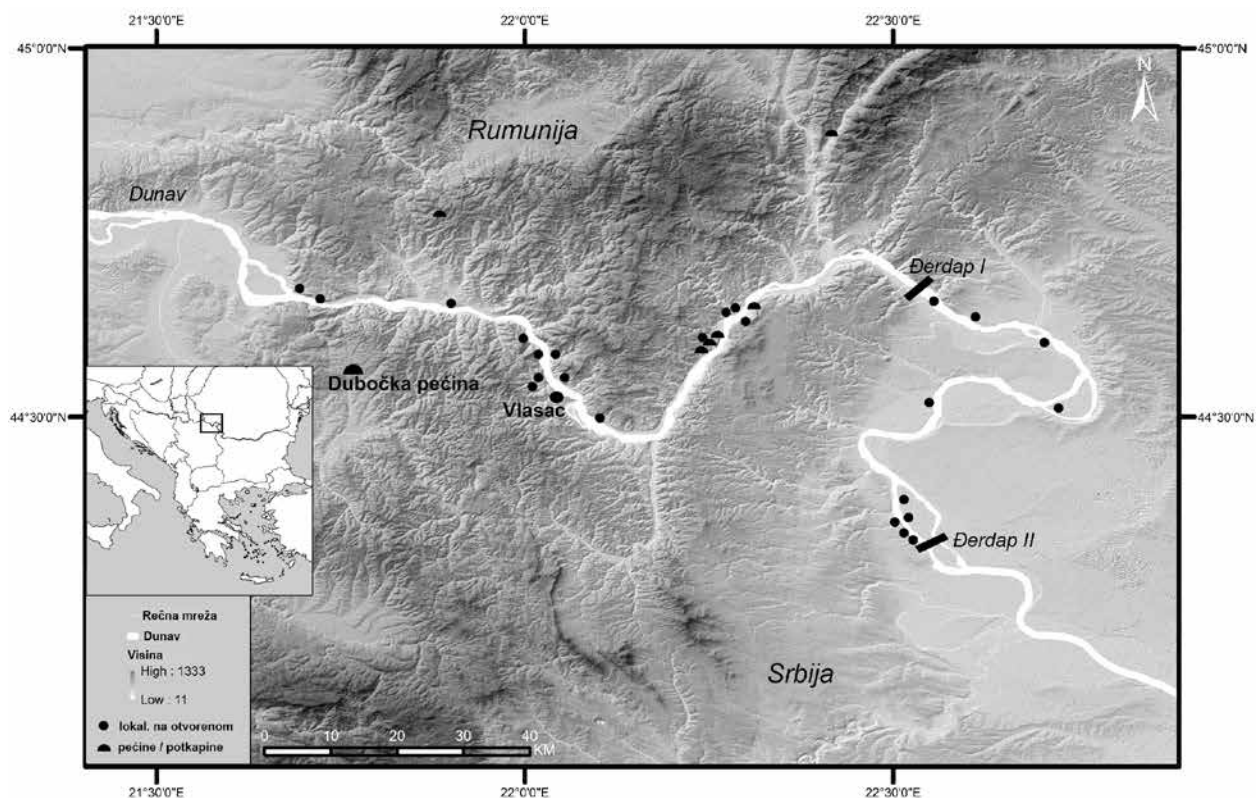 21°30'0"E
22°0'0"E
22°30'0"E
45°0'0"N
45°0'0"N
N
Rumunija
Dunav
Đerdap I
Dubočka pećina
Vlasac
44°30'0"N
44°30'0"N
Đerdap II
Rečna mreža
Dunav
Visina
High : 1333
Low : 11
lokal. na otvorenom
pećine / potkapine
Srbija
0 10 20 30 40
KM
21°30'0"E
22°0'0"E
22°30'0"E